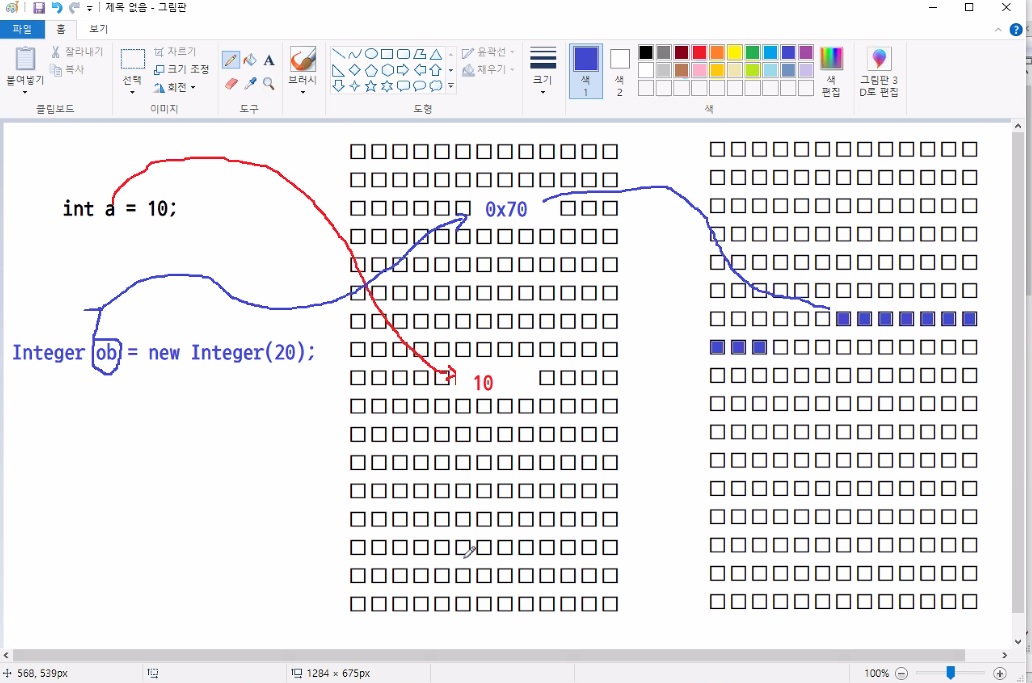 제목 없음 - 그림판
파일 홈 보기
붙여넣기
잘라내기
복사
클립보드
선택
자르기
크기 조정
회전
이미지
A
도구
브러시
윤곽선
채우기
도형
크기
색
1
색
2
색
편집
색
그림판 3
D로 편집
int a = 10;
Integer ob = new Integer(20);
0x70
10
568, 539px
1284 × 675px
100%